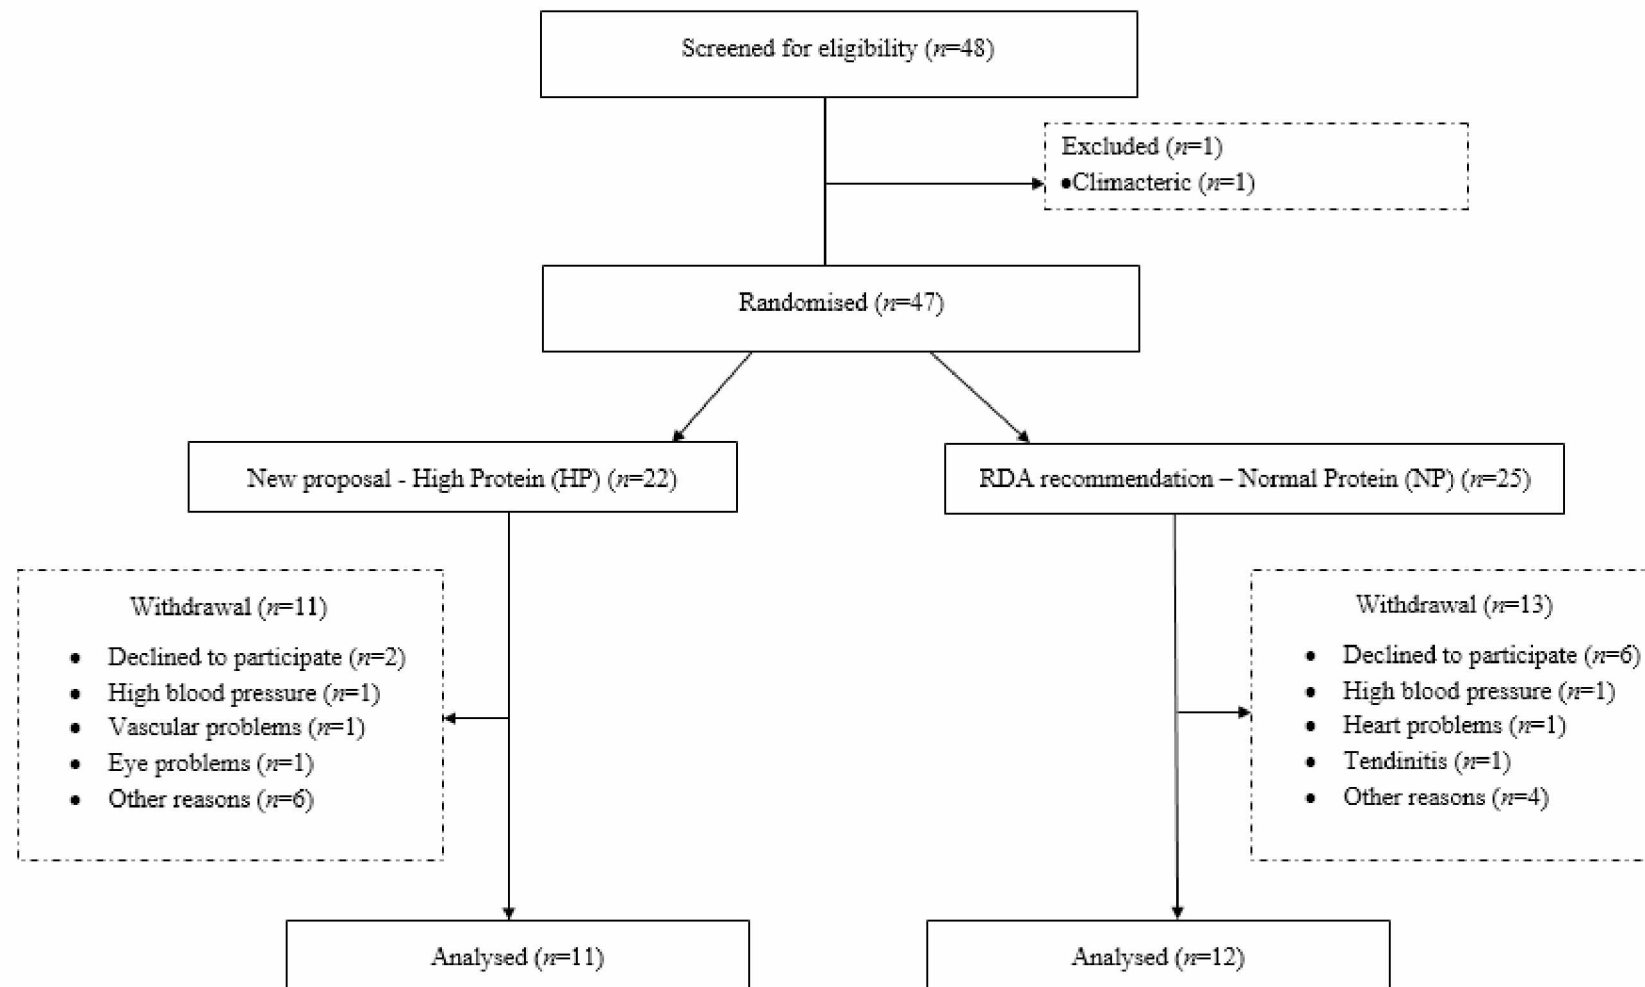 Screened for eligibility (n=48)
Excluded (n=1)
●Climacteric (n=1)
Randomised (n=47)
New proposal - High Protein (HP) (n=22)
RDA recommendation – Normal Protein (NP) (n=25)
Withdrawal (n=11)
● Declined to participate (n=2)
● High blood pressure (n=1)
● Vascular problems (n=1)
● Eye problems (n=1)
● Other reasons (n=6)
Withdrawal (n=13)
● Declined to participate (n=6)
● High blood pressure (n=1)
● Heart problems (n=1)
● Tendinitis (n=1)
● Other reasons (n=4)
Analysed (n=11)
Analysed (n=12)